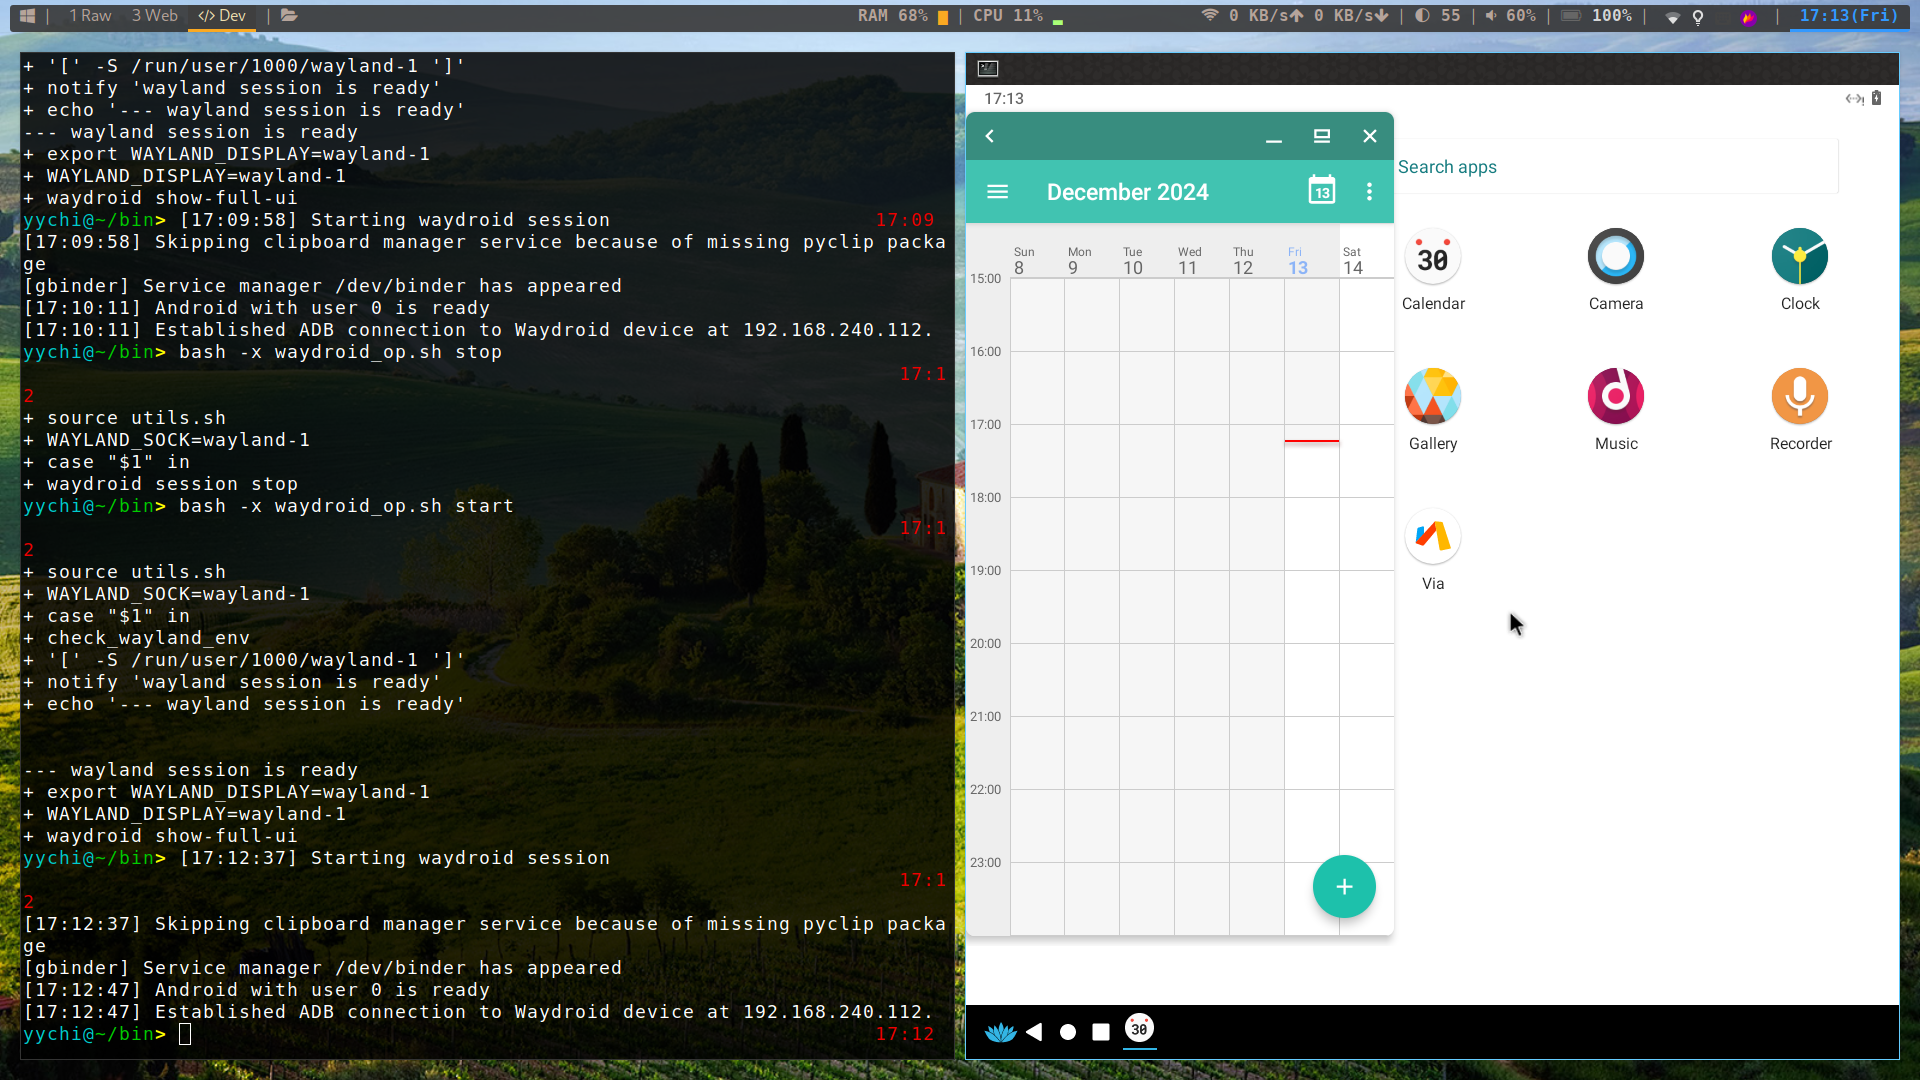 1 Raw
3 Web
</> Dev
RAM 68%
CPU 11%
0 KB/s
0 KB/s
55
60%
100%
17:13(Fri)
+ '[' -S /run/user/1000/wayland-1 ']'
+ notify 'wayland session is ready'
+ echo '--- wayland session is ready'
--- wayland session is ready
+ export WAYLAND_DISPLAY=wayland-1
+ WAYLAND_DISPLAY=wayland-1
+ waydroid show-full-ui
yychi@~/bin> [17:09:58] Starting waydroid session 17:09
[17:09:58] Skipping clipboard manager service because of missing pyclip packa
ge
[gbinder] Service manager /dev/binder has appeared
[17:10:11] Android with user 0 is ready
[17:10:11] Established ADB connection to Waydroid device at 192.168.240.112.
yychi@~/bin> bash -x waydroid_op.sh stop
17:1
2
+ source utils.sh
+ WAYLAND_SOCK=wayland-1
+ case "$1" in
+ waydroid session stop
yychi@~/bin> bash -x waydroid_op.sh start
17:1
2
+ source utils.sh
+ WAYLAND_SOCK=wayland-1
+ case "$1" in
+ check_wayland_env
+ '[' -S /run/user/1000/wayland-1 ']'
+ notify 'wayland session is ready'
+ echo '--- wayland session is ready'
--- wayland session is ready
+ export WAYLAND_DISPLAY=wayland-1
+ WAYLAND_DISPLAY=wayland-1
+ waydroid show-full-ui
yychi@~/bin> [17:12:37] Starting waydroid session
17:1
2
[17:12:37] Skipping clipboard manager service because of missing pyclip packa
ge
[gbinder] Service manager /dev/binder has appeared
[17:12:47] Android with user 0 is ready
[17:12:47] Established ADB connection to Waydroid device at 192.168.240.112.
yychi@~/bin> 17:12
17:13
December 2024
13
Sun Mon Tue Wed Thu Fri Sat
8 9 10 11 12 13 14
15:00
16:00
17:00
18:00
19:00
20:00
21:00
22:00
23:00
+
Search apps
30
Calendar
Camera
Clock
Gallery
Music
Recorder
Via
30